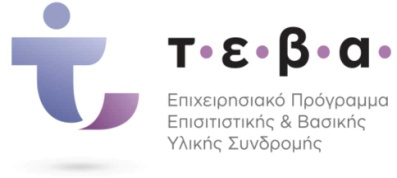 τ•ε•β•α•
Επιχειρησιακό Πρόγραμμα
Επισιτιστικής & Βασικής
Υλικής Συνδρομής